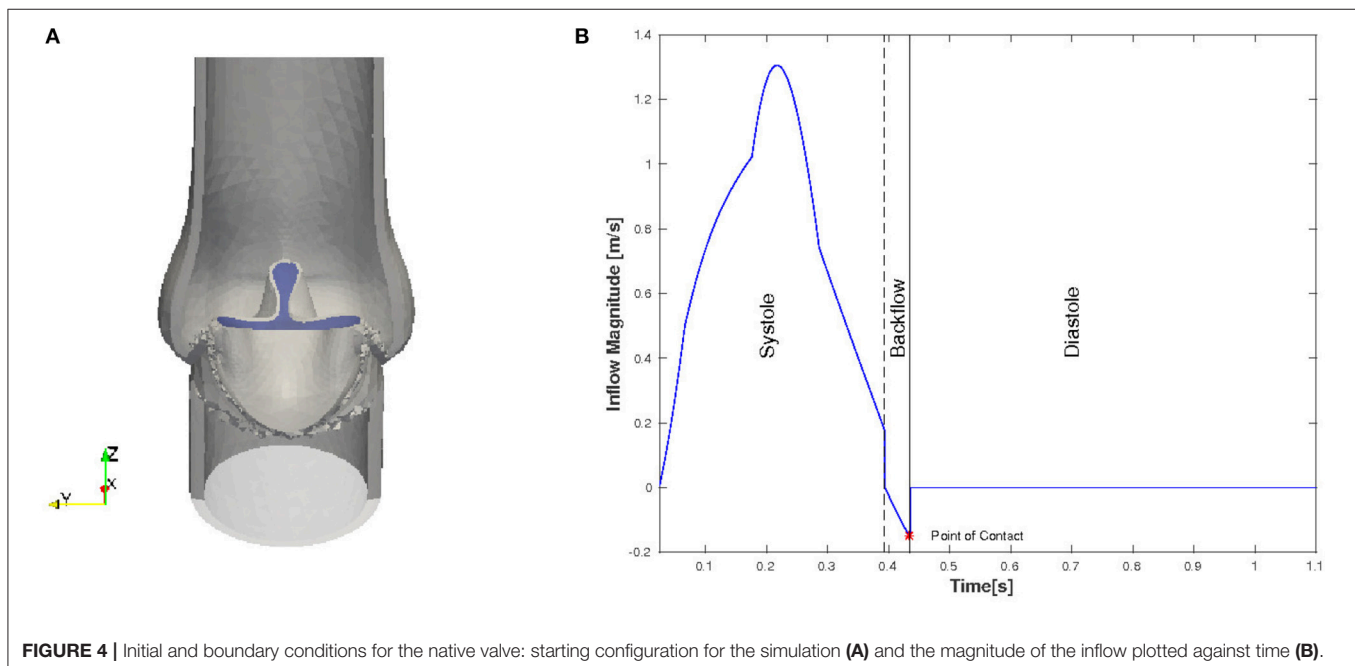 A
B
Z
X
Y
1.4
1.2
1
0.8
0.6
0.4
0.2
0
-0.2
Inflow Magnitude [m/s]
Systole
Backflow
Diastole
Point of Contact
0.1 0.2 0.3 0.4 0.5 0.6 0.7 0.8 0.9 1 1.1
Time[s]
FIGURE 4 | Initial and boundary conditions for the native valve: starting configuration for the simulation (A) and the magnitude of the inflow plotted against time (B).